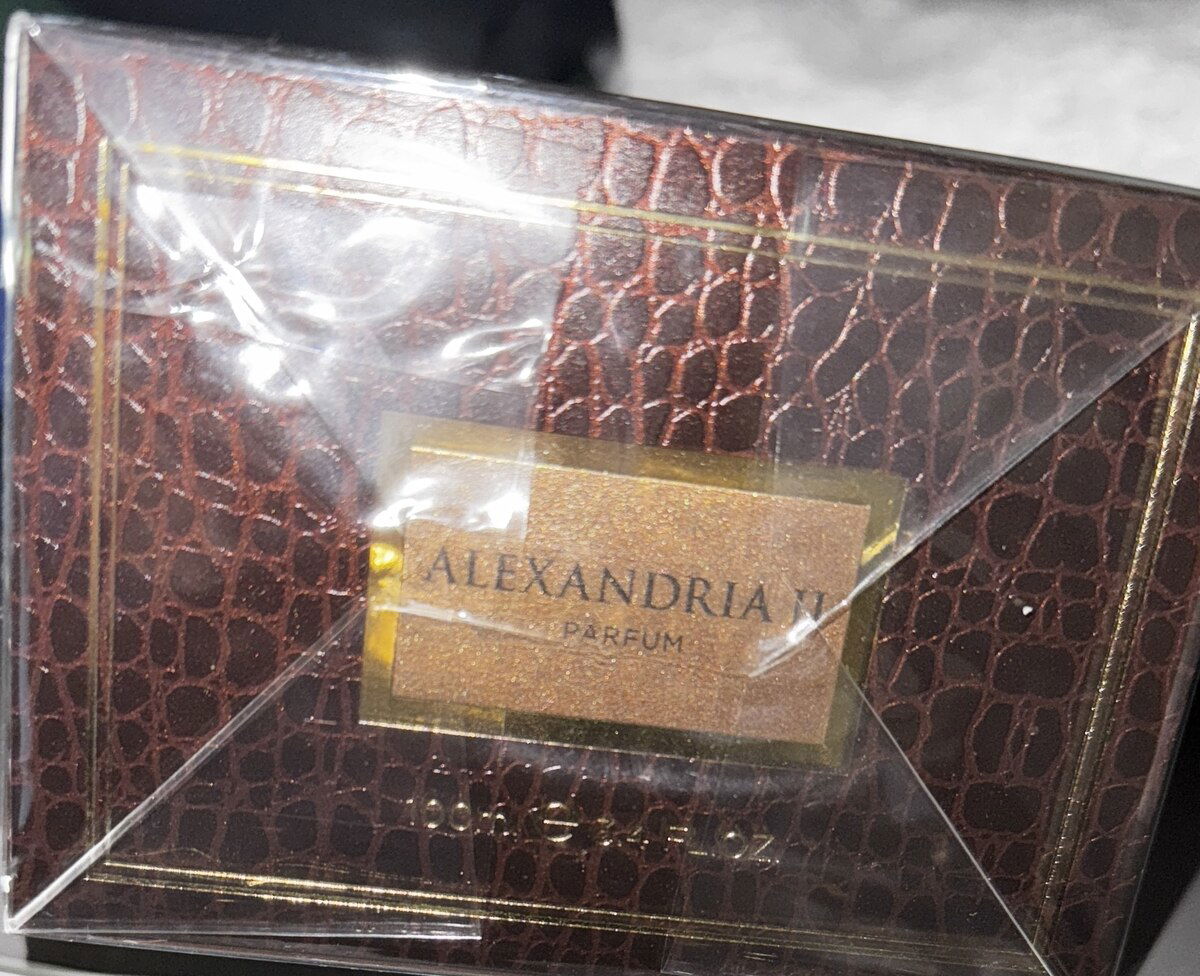 ALEXANDRIA II
PARFUM
100ml ℮ 3.4 FL. OZ